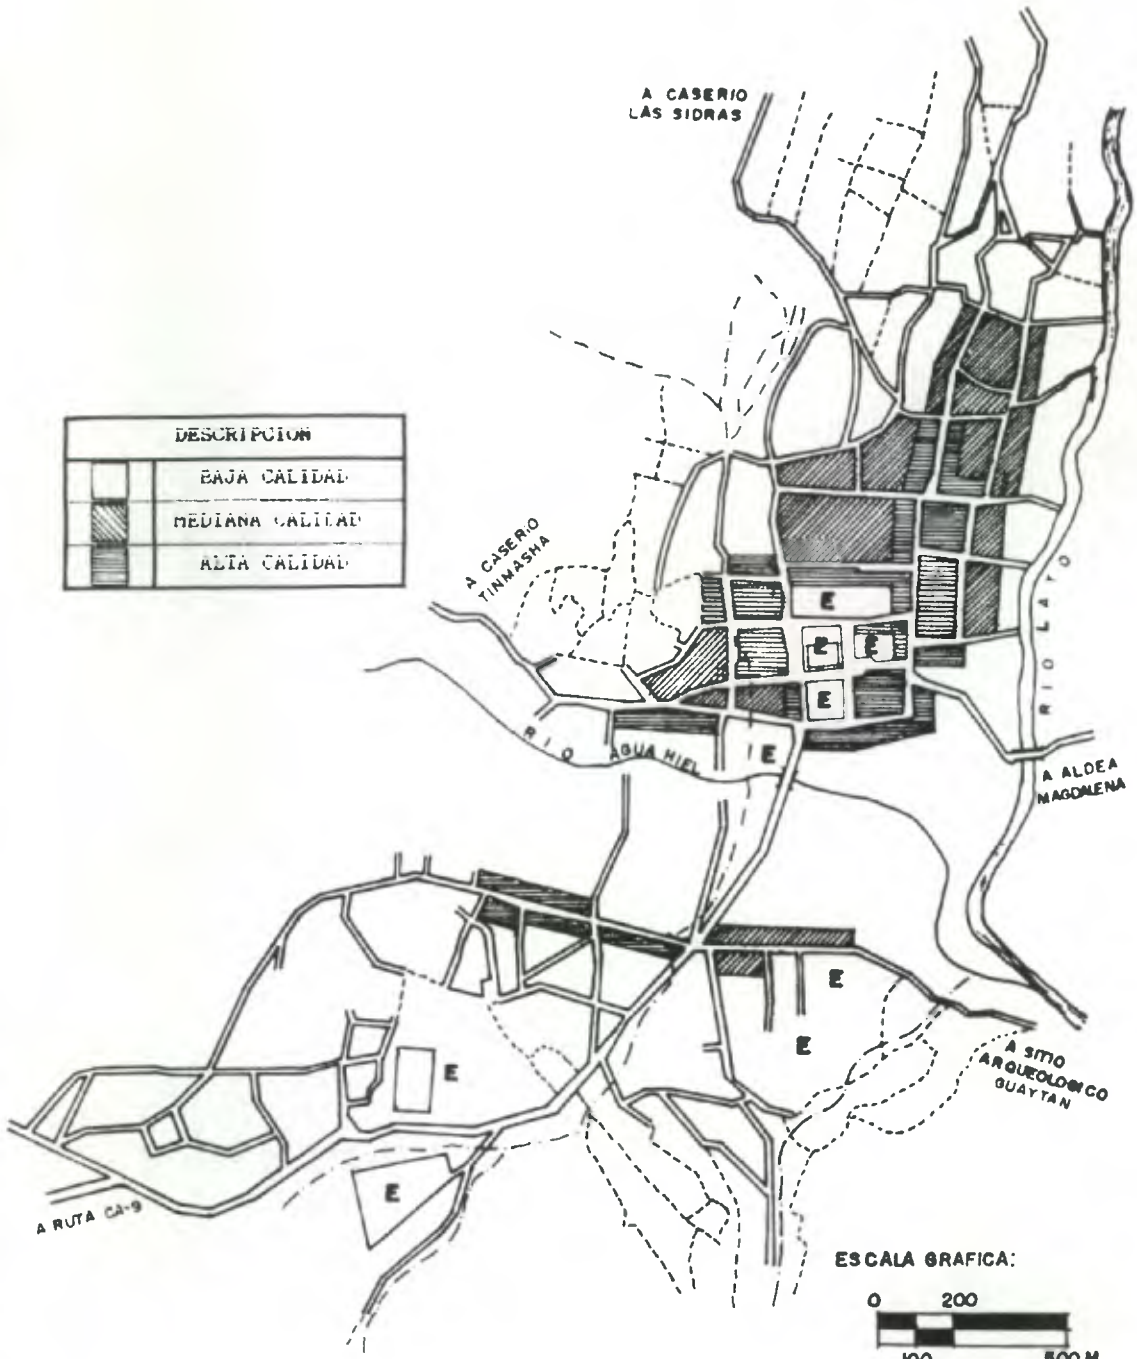 A CASERIO
LAS SIDRAS
DESCRIPCION
BAJA CALIDAD
MEDIANA CALIDAD
ALTA CALIDAD
A CASERIO
TINMASHA
E
E
E
E
RIO LATO
RIO AGUA HIEL
E
A ALDEA
MAGDALENA
E
E
E
A SITIO
ARQUEOLOGICO
GUAYTAN
E
A RUTA CA-9
ESCALA GRAFICA:
0 200
100 500 M